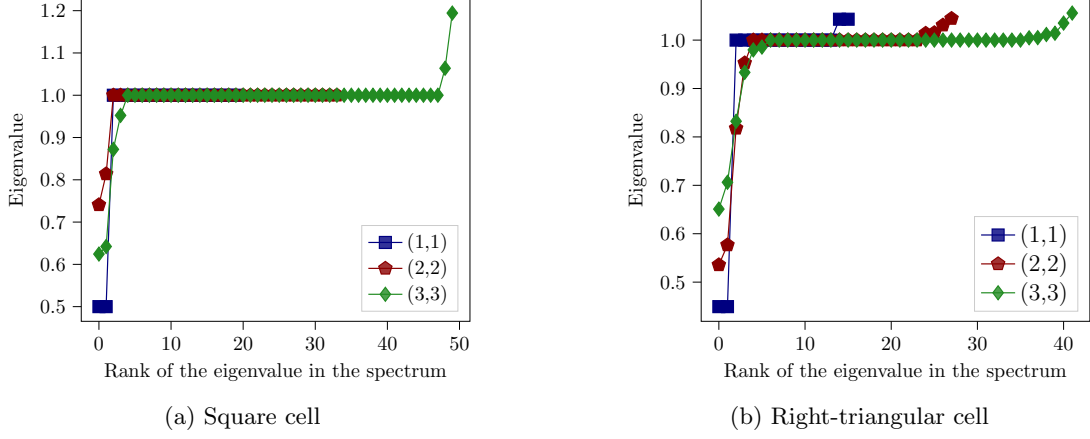 1.2
1.1
1.0
0.9
0.8
0.7
0.6
0.5
Eigenvalue
(1,1)
(2,2)
(3,3)
0 10 20 30 40 50
Rank of the eigenvalue in the spectrum
(a) Square cell
1.0
0.9
0.8
0.7
0.6
0.5
Eigenvalue
(1,1)
(2,2)
(3,3)
0 10 20 30 40
Rank of the eigenvalue in the spectrum
(b) Right-triangular cell